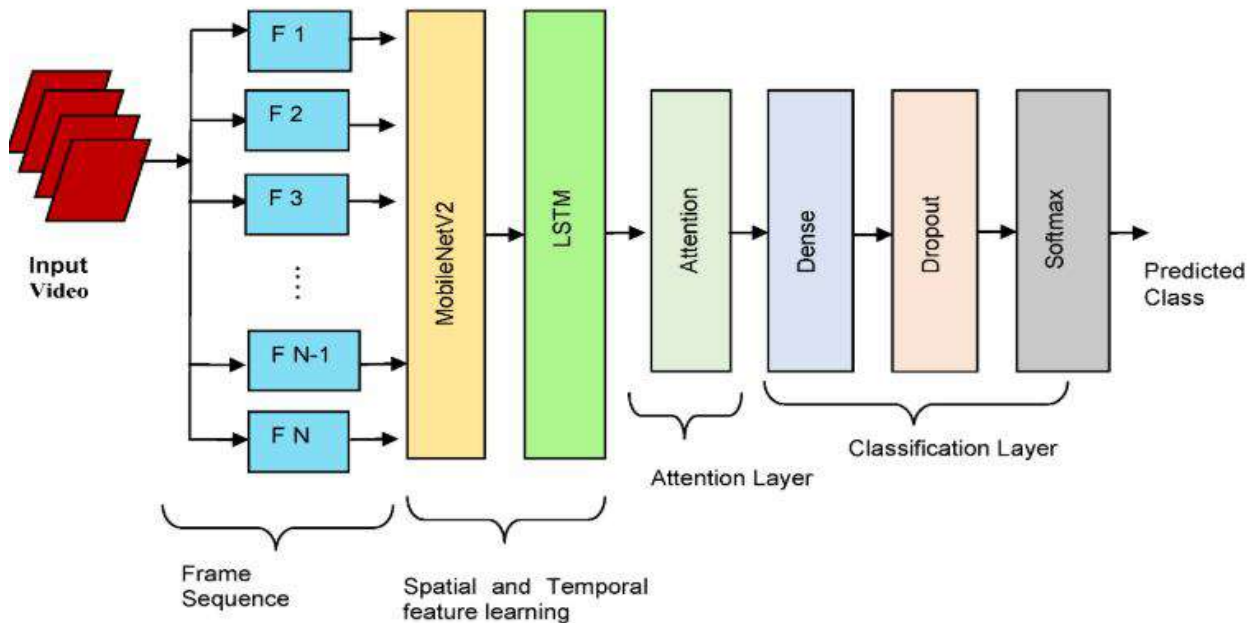 Input
Video
F 1
F 2
F 3
F N-1
F N
Frame
Sequence
MobileNetV2
LSTM
Spatial and Temporal
feature learning
Attention
Attention Layer
Dense
Dropout
Softmax
Classification Layer
Predicted
Class